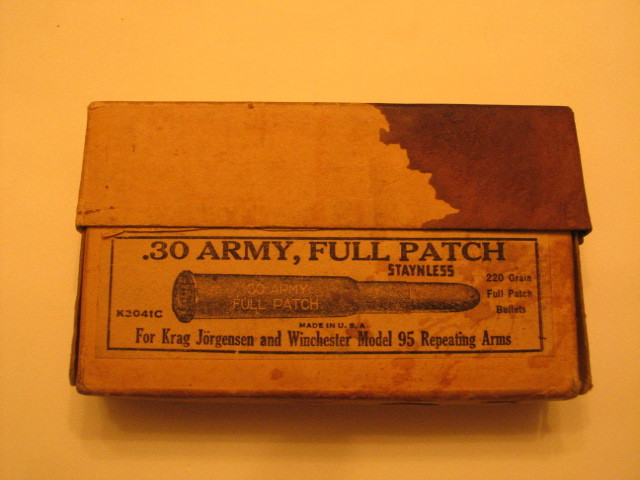 .30 ARMY, FULL PATCH
STAYNLESS
.30 ARMY
FULL PATCH
220 Grain
Full Patch
Bullets
K3041C
MADE IN U.S.A.
For Krag Jörgensen and Winchester Model 95 Repeating Arms